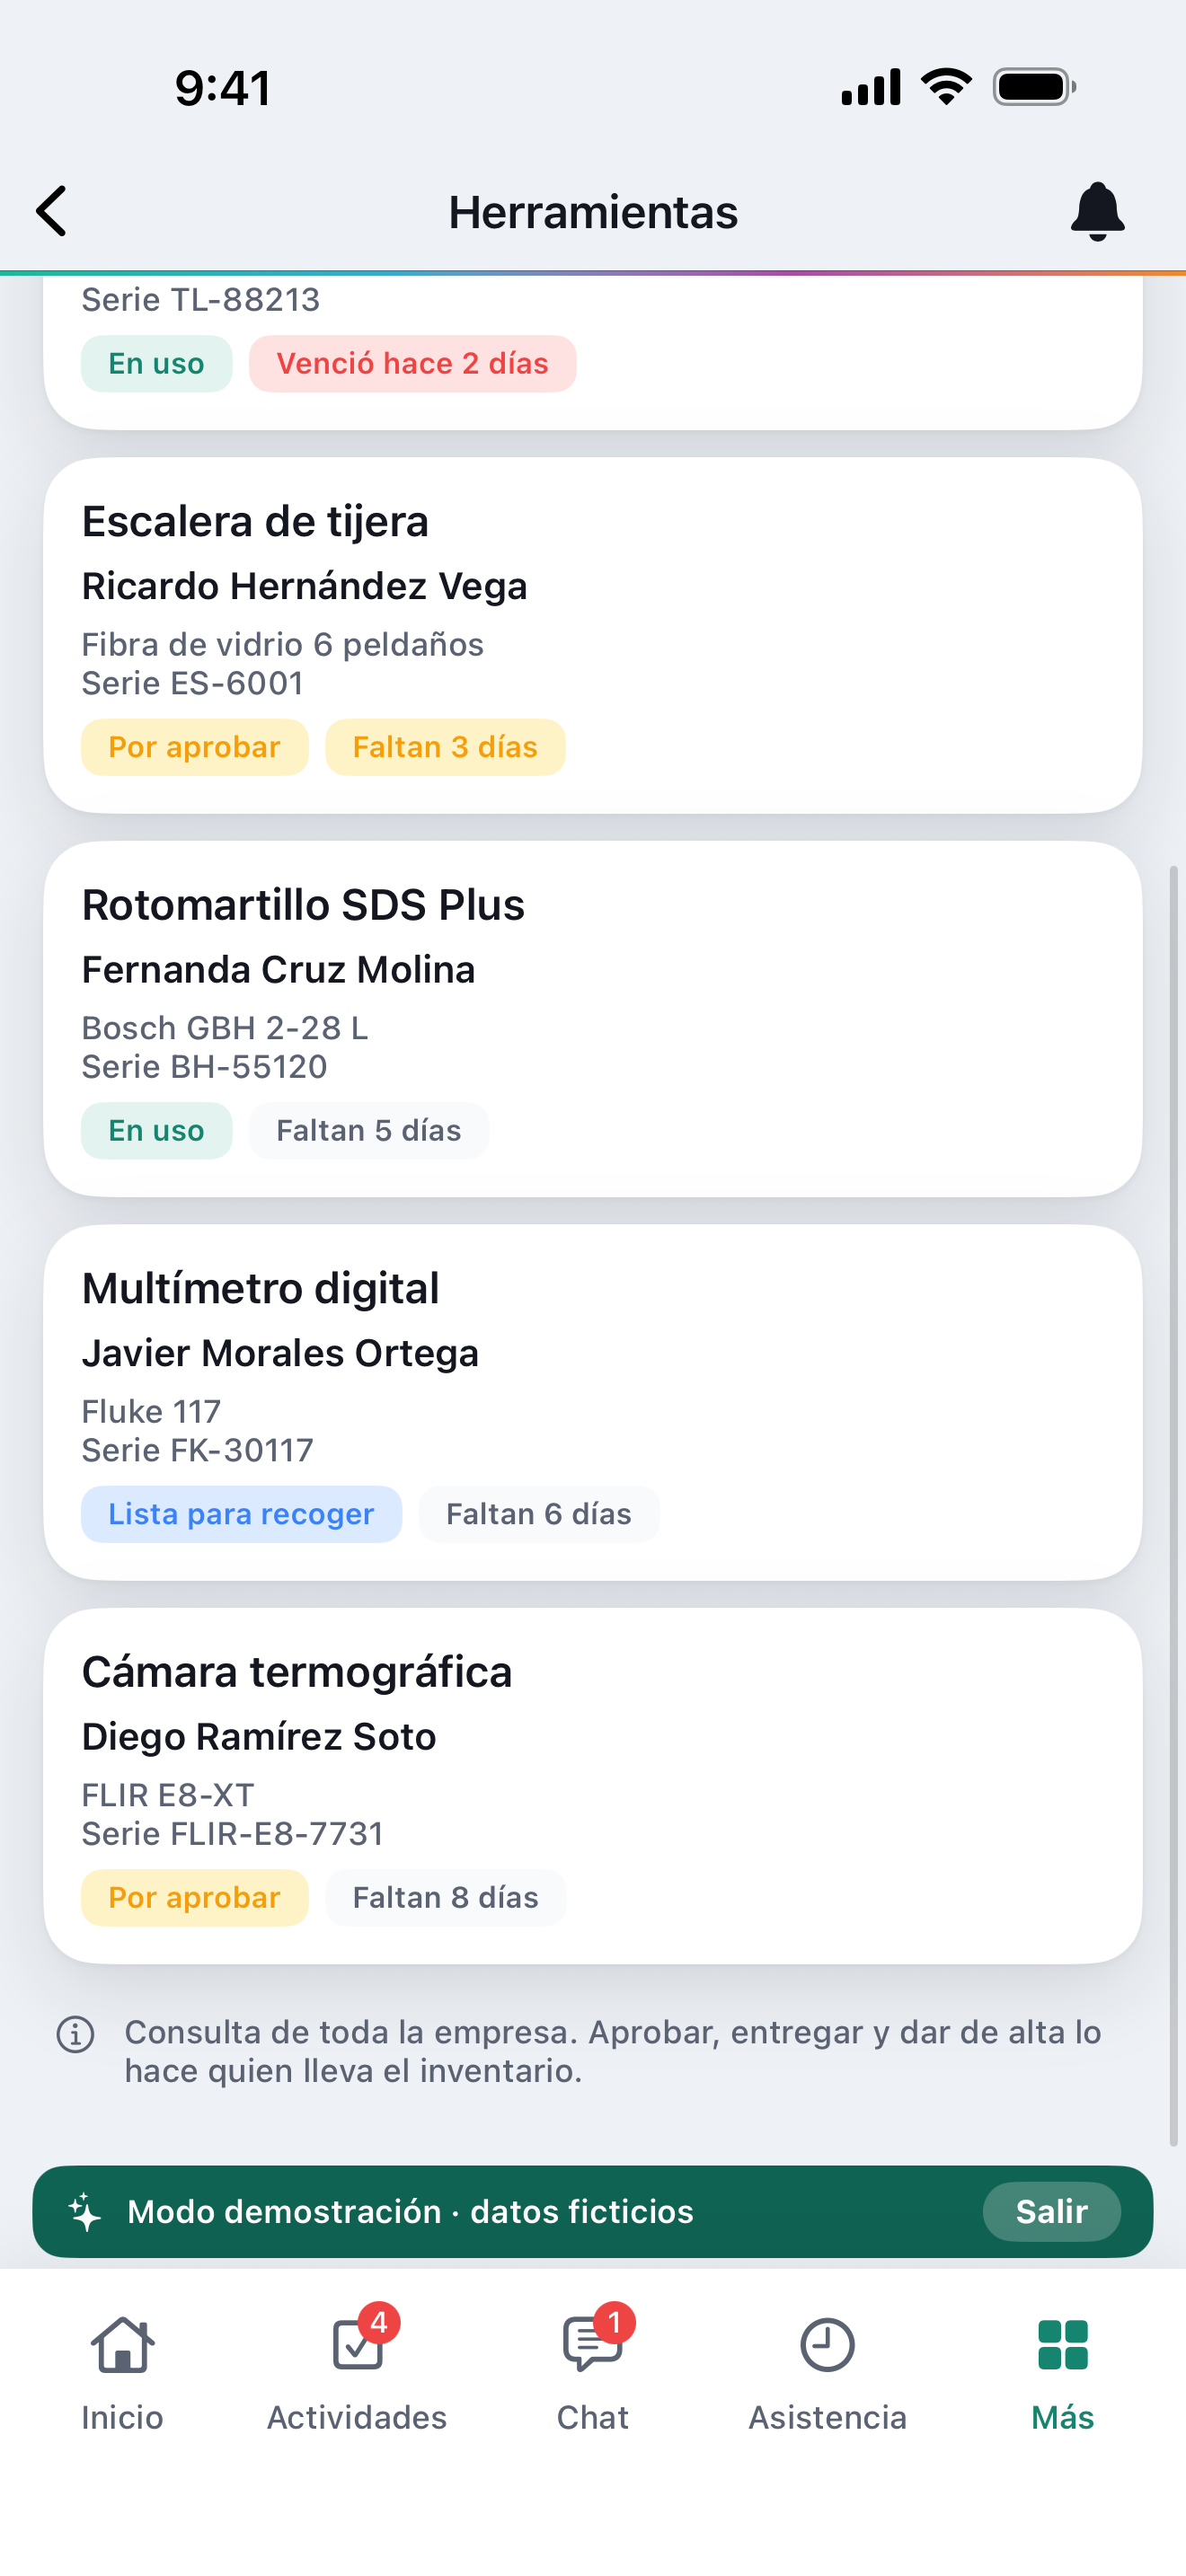 9:41
Herramientas
Serie TL-88213
En uso
Venció hace 2 días
Escalera de tijera
Ricardo Hernández Vega
Fibra de vidrio 6 peldaños
Serie ES-6001
Por aprobar
Faltan 3 días
Rotomartillo SDS Plus
Fernanda Cruz Molina
Bosch GBH 2-28 L
Serie BH-55120
En uso
Faltan 5 días
Multímetro digital
Javier Morales Ortega
Fluke 117
Serie FK-30117
Lista para recoger
Faltan 6 días
Cámara termográfica
Diego Ramírez Soto
FLIR E8-XT
Serie FLIR-E8-7731
Por aprobar
Faltan 8 días
Consulta de toda la empresa. Aprobar, entregar y dar de alta lo
hace quien lleva el inventario.
Modo demostración · datos ficticios
Salir
4
1
Inicio
Actividades
Chat
Asistencia
Más